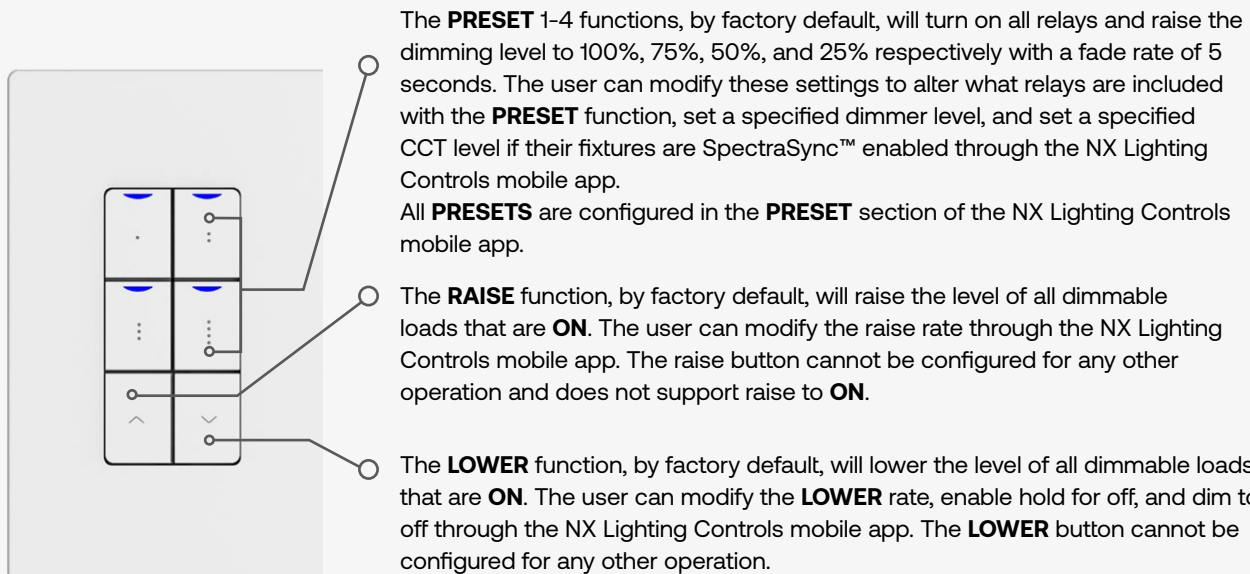 The PRESET 1-4 functions, by factory default, will turn on all relays and raise the
dimming level to 100%, 75%, 50%, and 25% respectively with a fade rate of 5
seconds. The user can modify these settings to alter what relays are included
with the PRESET function, set a specified dimmer level, and set a specified
CCT level if their fixtures are SpectraSync™ enabled through the NX Lighting
Controls mobile app.
All PRESETS are configured in the PRESET section of the NX Lighting Controls
mobile app.
The RAISE function, by factory default, will raise the level of all dimmable
loads that are ON. The user can modify the raise rate through the NX Lighting
Controls mobile app. The raise button cannot be configured for any other
operation and does not support raise to ON.
The LOWER function, by factory default, will lower the level of all dimmable loads
that are ON. The user can modify the LOWER rate, enable hold for off, and dim to
off through the NX Lighting Controls mobile app. The LOWER button cannot be
configured for any other operation.